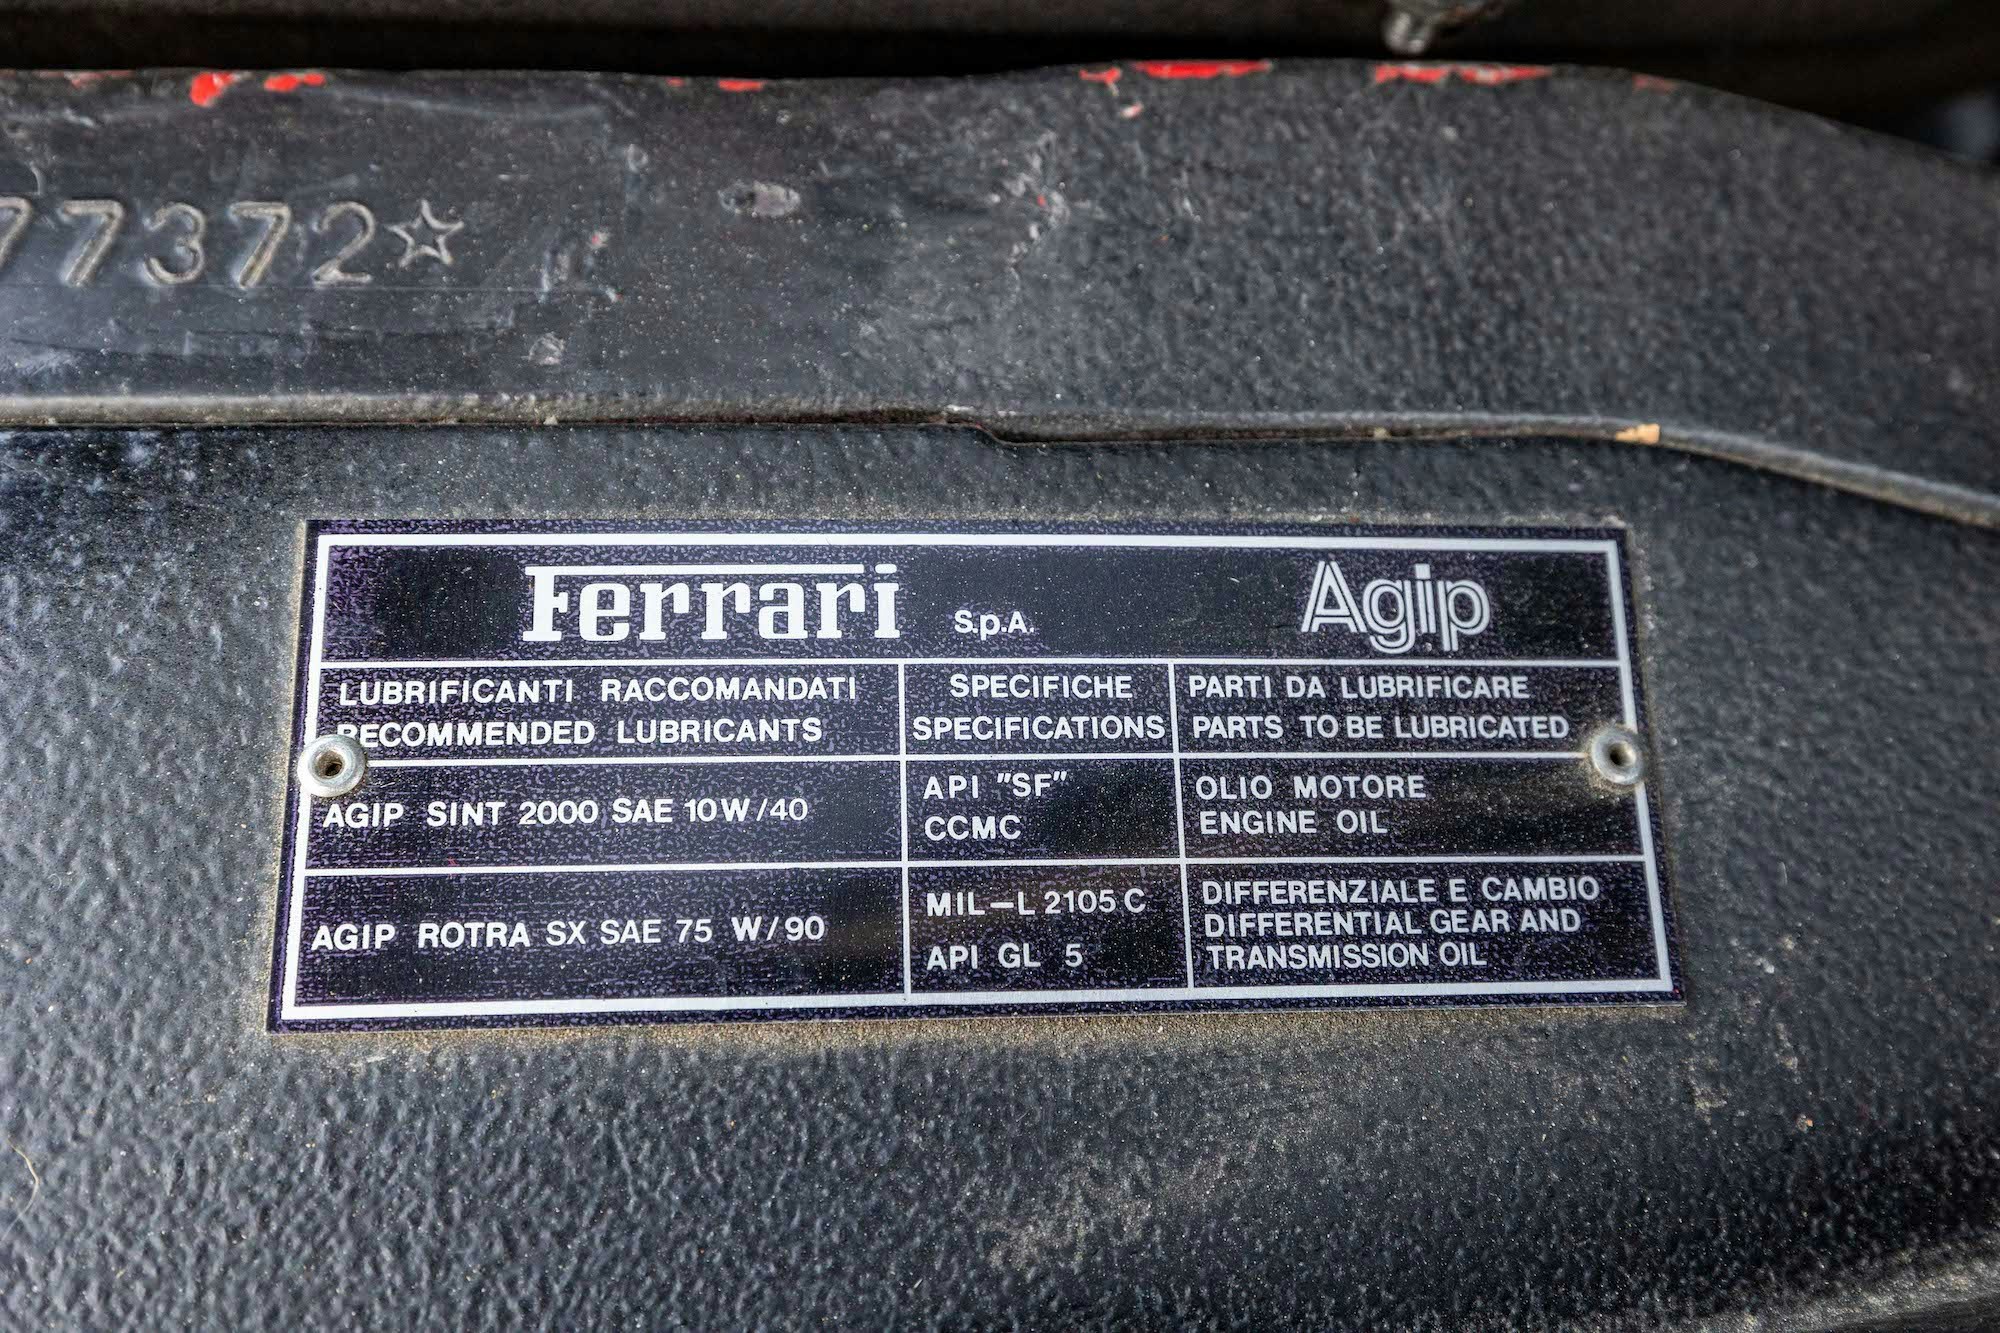 77372☆
Ferrari S.p.A. Agip
LUBRIFICANTI RACCOMANDATI
RECOMMENDED LUBRICANTS
SPECIFICHE
SPECIFICATIONS
PARTI DA LUBRIFICARE
PARTS TO BE LUBRICATED
AGIP SINT 2000 SAE 10W/40
API "SF"
CCMC
OLIO MOTORE
ENGINE OIL
AGIP ROTRA SX SAE 75 W/90
MIL-L 2105 C
API GL 5
DIFFERENZIALE E CAMBIO
DIFFERENTIAL GEAR AND
TRANSMISSION OIL